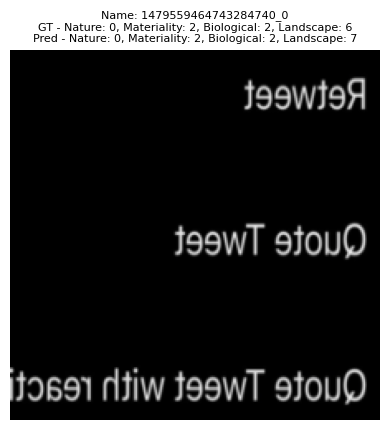 Name: 1479559464743284740_0
GT - Nature: 0, Materiality: 2, Biological: 2, Landscape: 6
Pred - Nature: 0, Materiality: 2, Biological: 2, Landscape: 7
Retweet
Quote Tweet
Quote Tweet with reacti